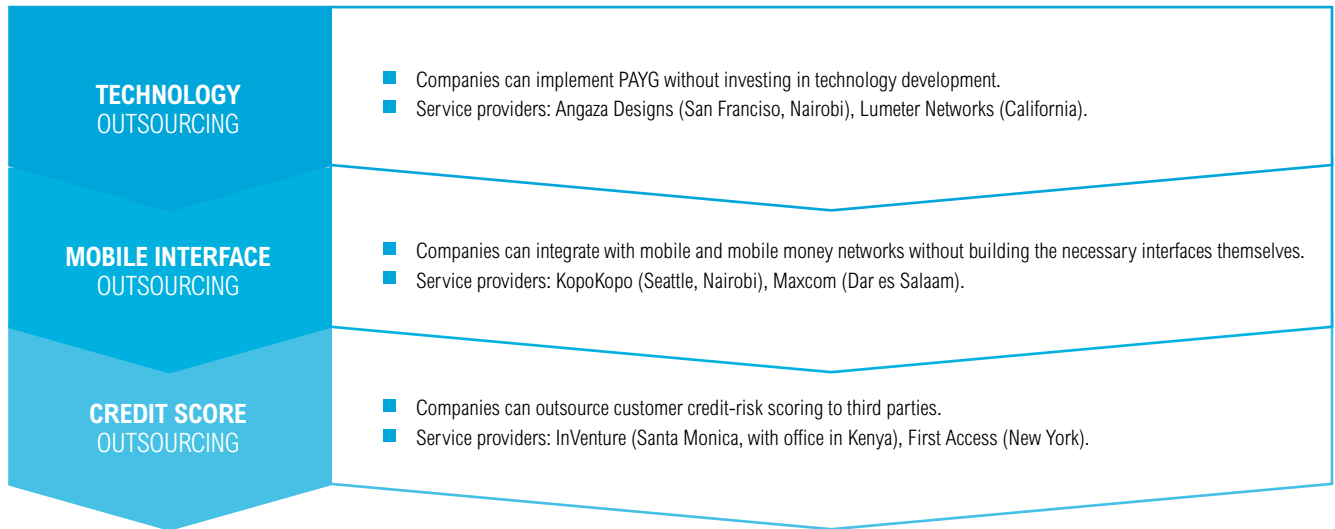 TECHNOLOGY
OUTSOURCING
Companies can implement PAYG without investing in technology development.
Service providers: Angaza Designs (San Franciso, Nairobi), Lumeter Networks (California).
MOBILE INTERFACE
OUTSOURCING
Companies can integrate with mobile and mobile money networks without building the necessary interfaces themselves.
Service providers: KopoKopo (Seattle, Nairobi), Maxcom (Dar es Salaam).
CREDIT SCORE
OUTSOURCING
Companies can outsource customer credit-risk scoring to third parties.
Service providers: InVenture (Santa Monica, with office in Kenya), First Access (New York).